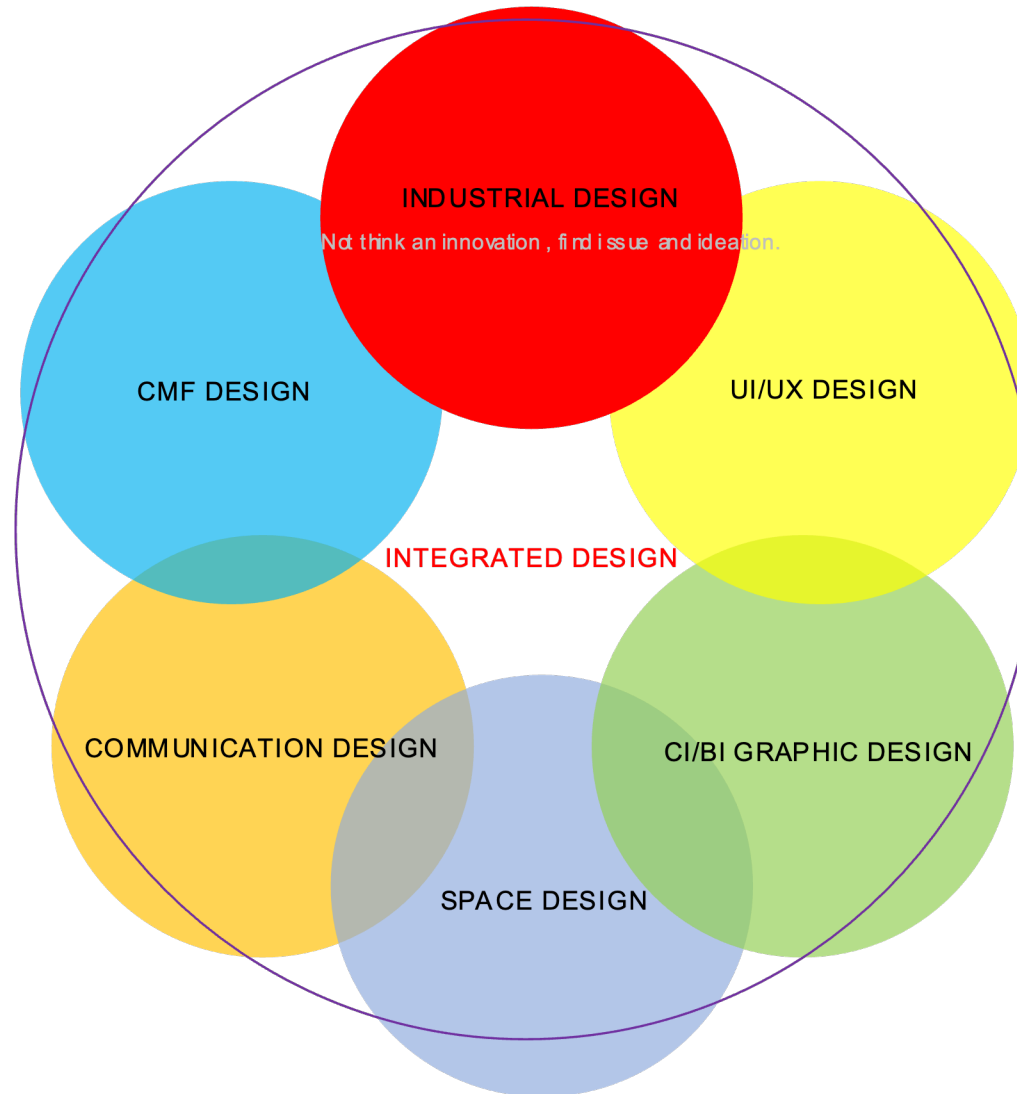 INDUSTRIAL DESIGN
Not think an innovation , find issue and ideation.
CMF DESIGN
UI/UX DESIGN
INTEGRATED DESIGN
COMMUNICATION DESIGN
CI/BI GRAPHIC DESIGN
SPACE DESIGN